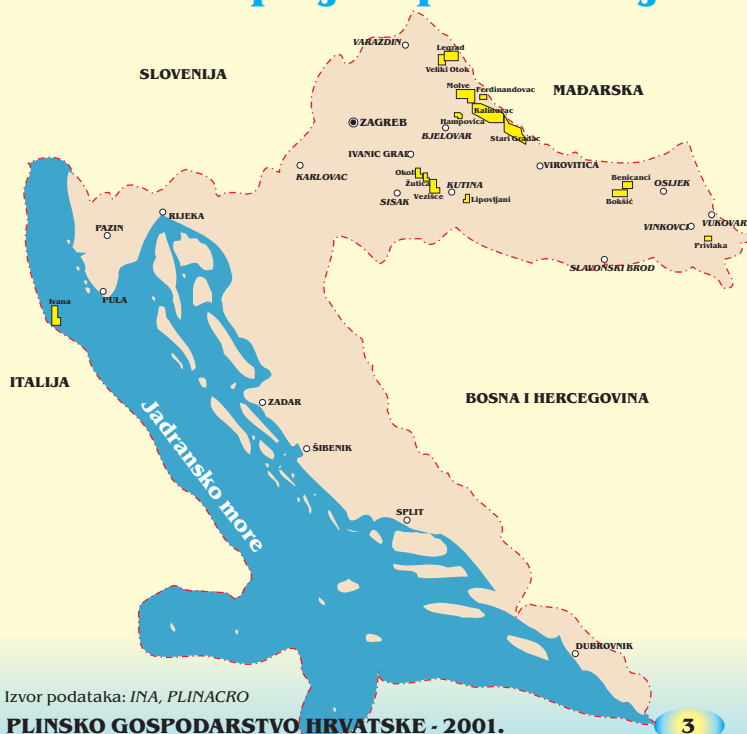 VARAŽDIN
Legrad
Veliki Otok
SLOVENIJA
MAĐARSKA
Molve
Ferdinandovac
Kalinovac
Hampovica
ZAGREB
BJELOVAR
Stari Gradac
IVANIC GRAD
VIROVITICA
KARLOVAC
Okoli
Žutica
KUTINA
Benicanci
OSIJEK
SISAK
Vezišce
Lipovljani
Bokšić
VUKOVAR
VINKOVCI
Privlaka
PAZIN
RIJEKA
SLAVONSKI BROD
Ivana
PULA
ITALIJA
BOSNA I HERCEGOVINA
ZADAR
Jadransko more
ŠIBENIK
SPLIT
DUBROVNIK
Izvor podataka: INA, PLINACRO
PLINSKO GOSPODARSTVO HRVATSKE - 2001.
3